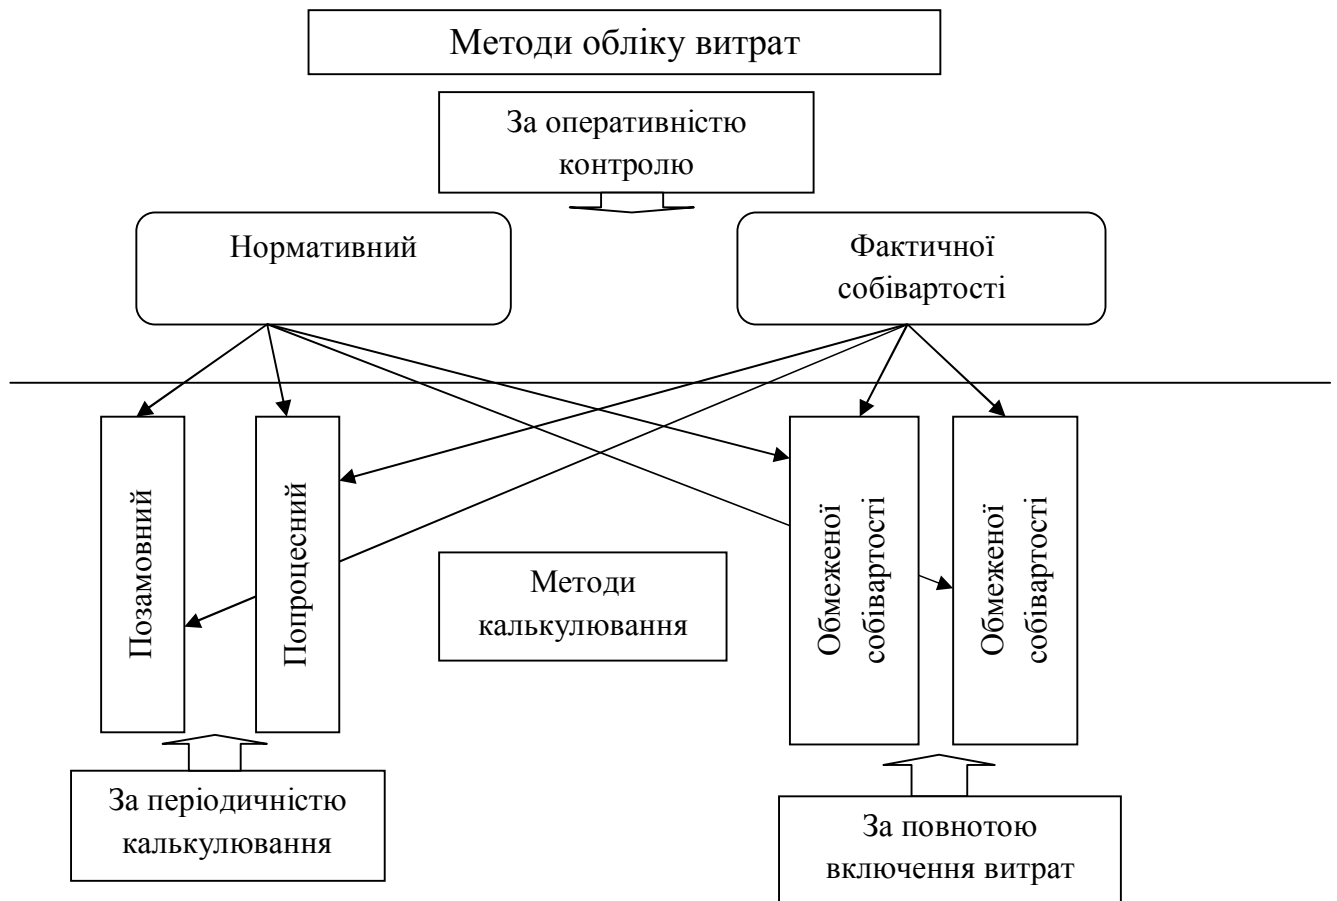 Методи обліку витрат
За оперативністю
контролю
Нормативний
Фактичної
собівартості
Позамовний
Попроцесний
Методи
калькулювання
Обмеженої
собівартості
Обмеженої
собівартості
За періодичністю
калькулювання
За повнотою
включення витрат